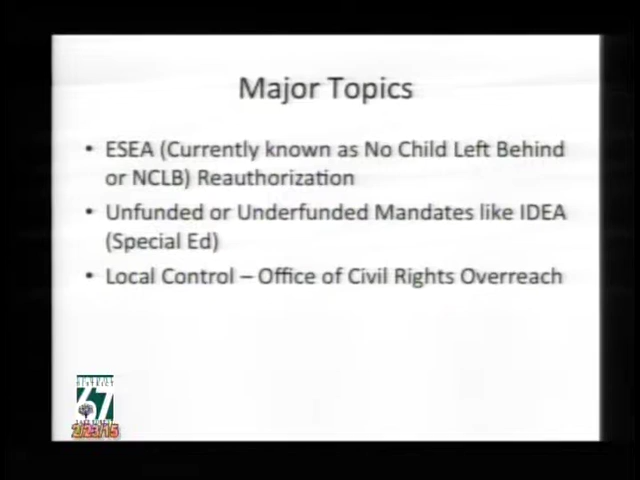 Major Topics
• ESEA (Currently known as No Child Left Behind
or NCLB) Reauthorization
• Unfunded or Underfunded Mandates like IDEA
(Special Ed)
• Local Control – Office of Civil Rights Overreach
DISTRICT
67
2/23/15